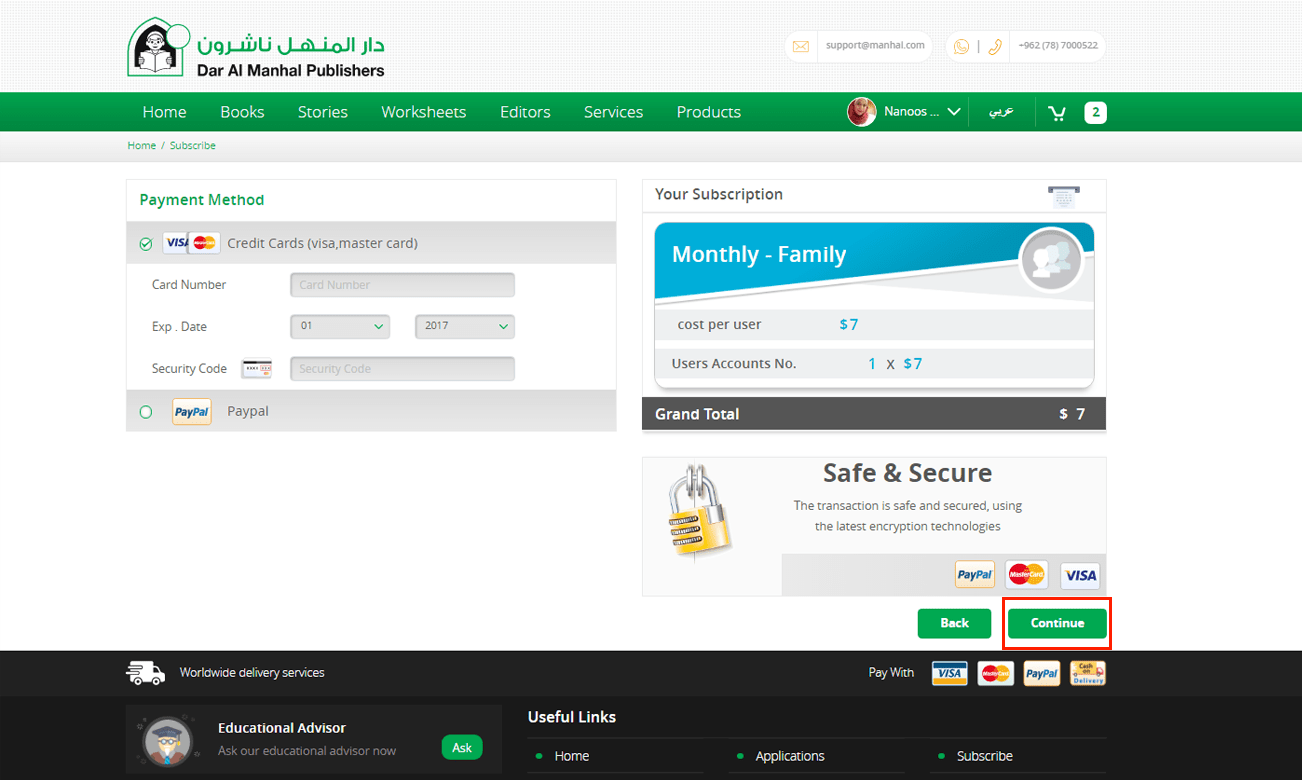 دار المنهل ناشرون
Dar Al Manhal Publishers
support@manhal.com
|
+962 (78) 7000522
Home Books Stories Worksheets Editors Services Products
Nanoos ...
عربي
2
Home / Subscribe
Payment Method
VISA MasterCard Credit Cards (visa,master card)
Card Number Card Number
Exp . Date 01 2017
Security Code Security Code
PayPal Paypal
Your Subscription
Monthly - Family
cost per user $7
Users Accounts No. 1 x $7
Grand Total $ 7
Safe & Secure
The transaction is safe and secured, using
the latest encryption technologies
PayPal MasterCard VISA
Back Continue
Worldwide delivery services
Pay With VISA MasterCard PayPal Cash on Delivery
Educational Advisor
Ask our educational advisor now
Ask
Useful Links
Home Applications Subscribe